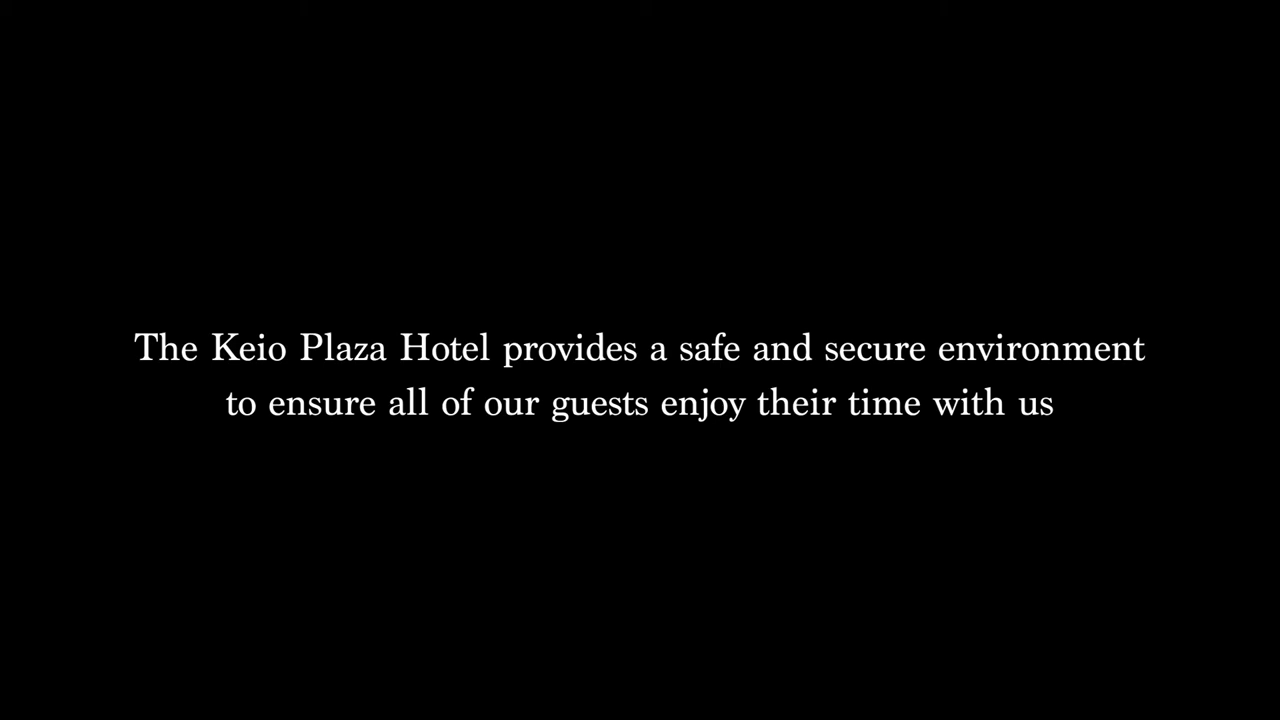 The Keio Plaza Hotel provides a safe and secure environment
to ensure all of our guests enjoy their time with us